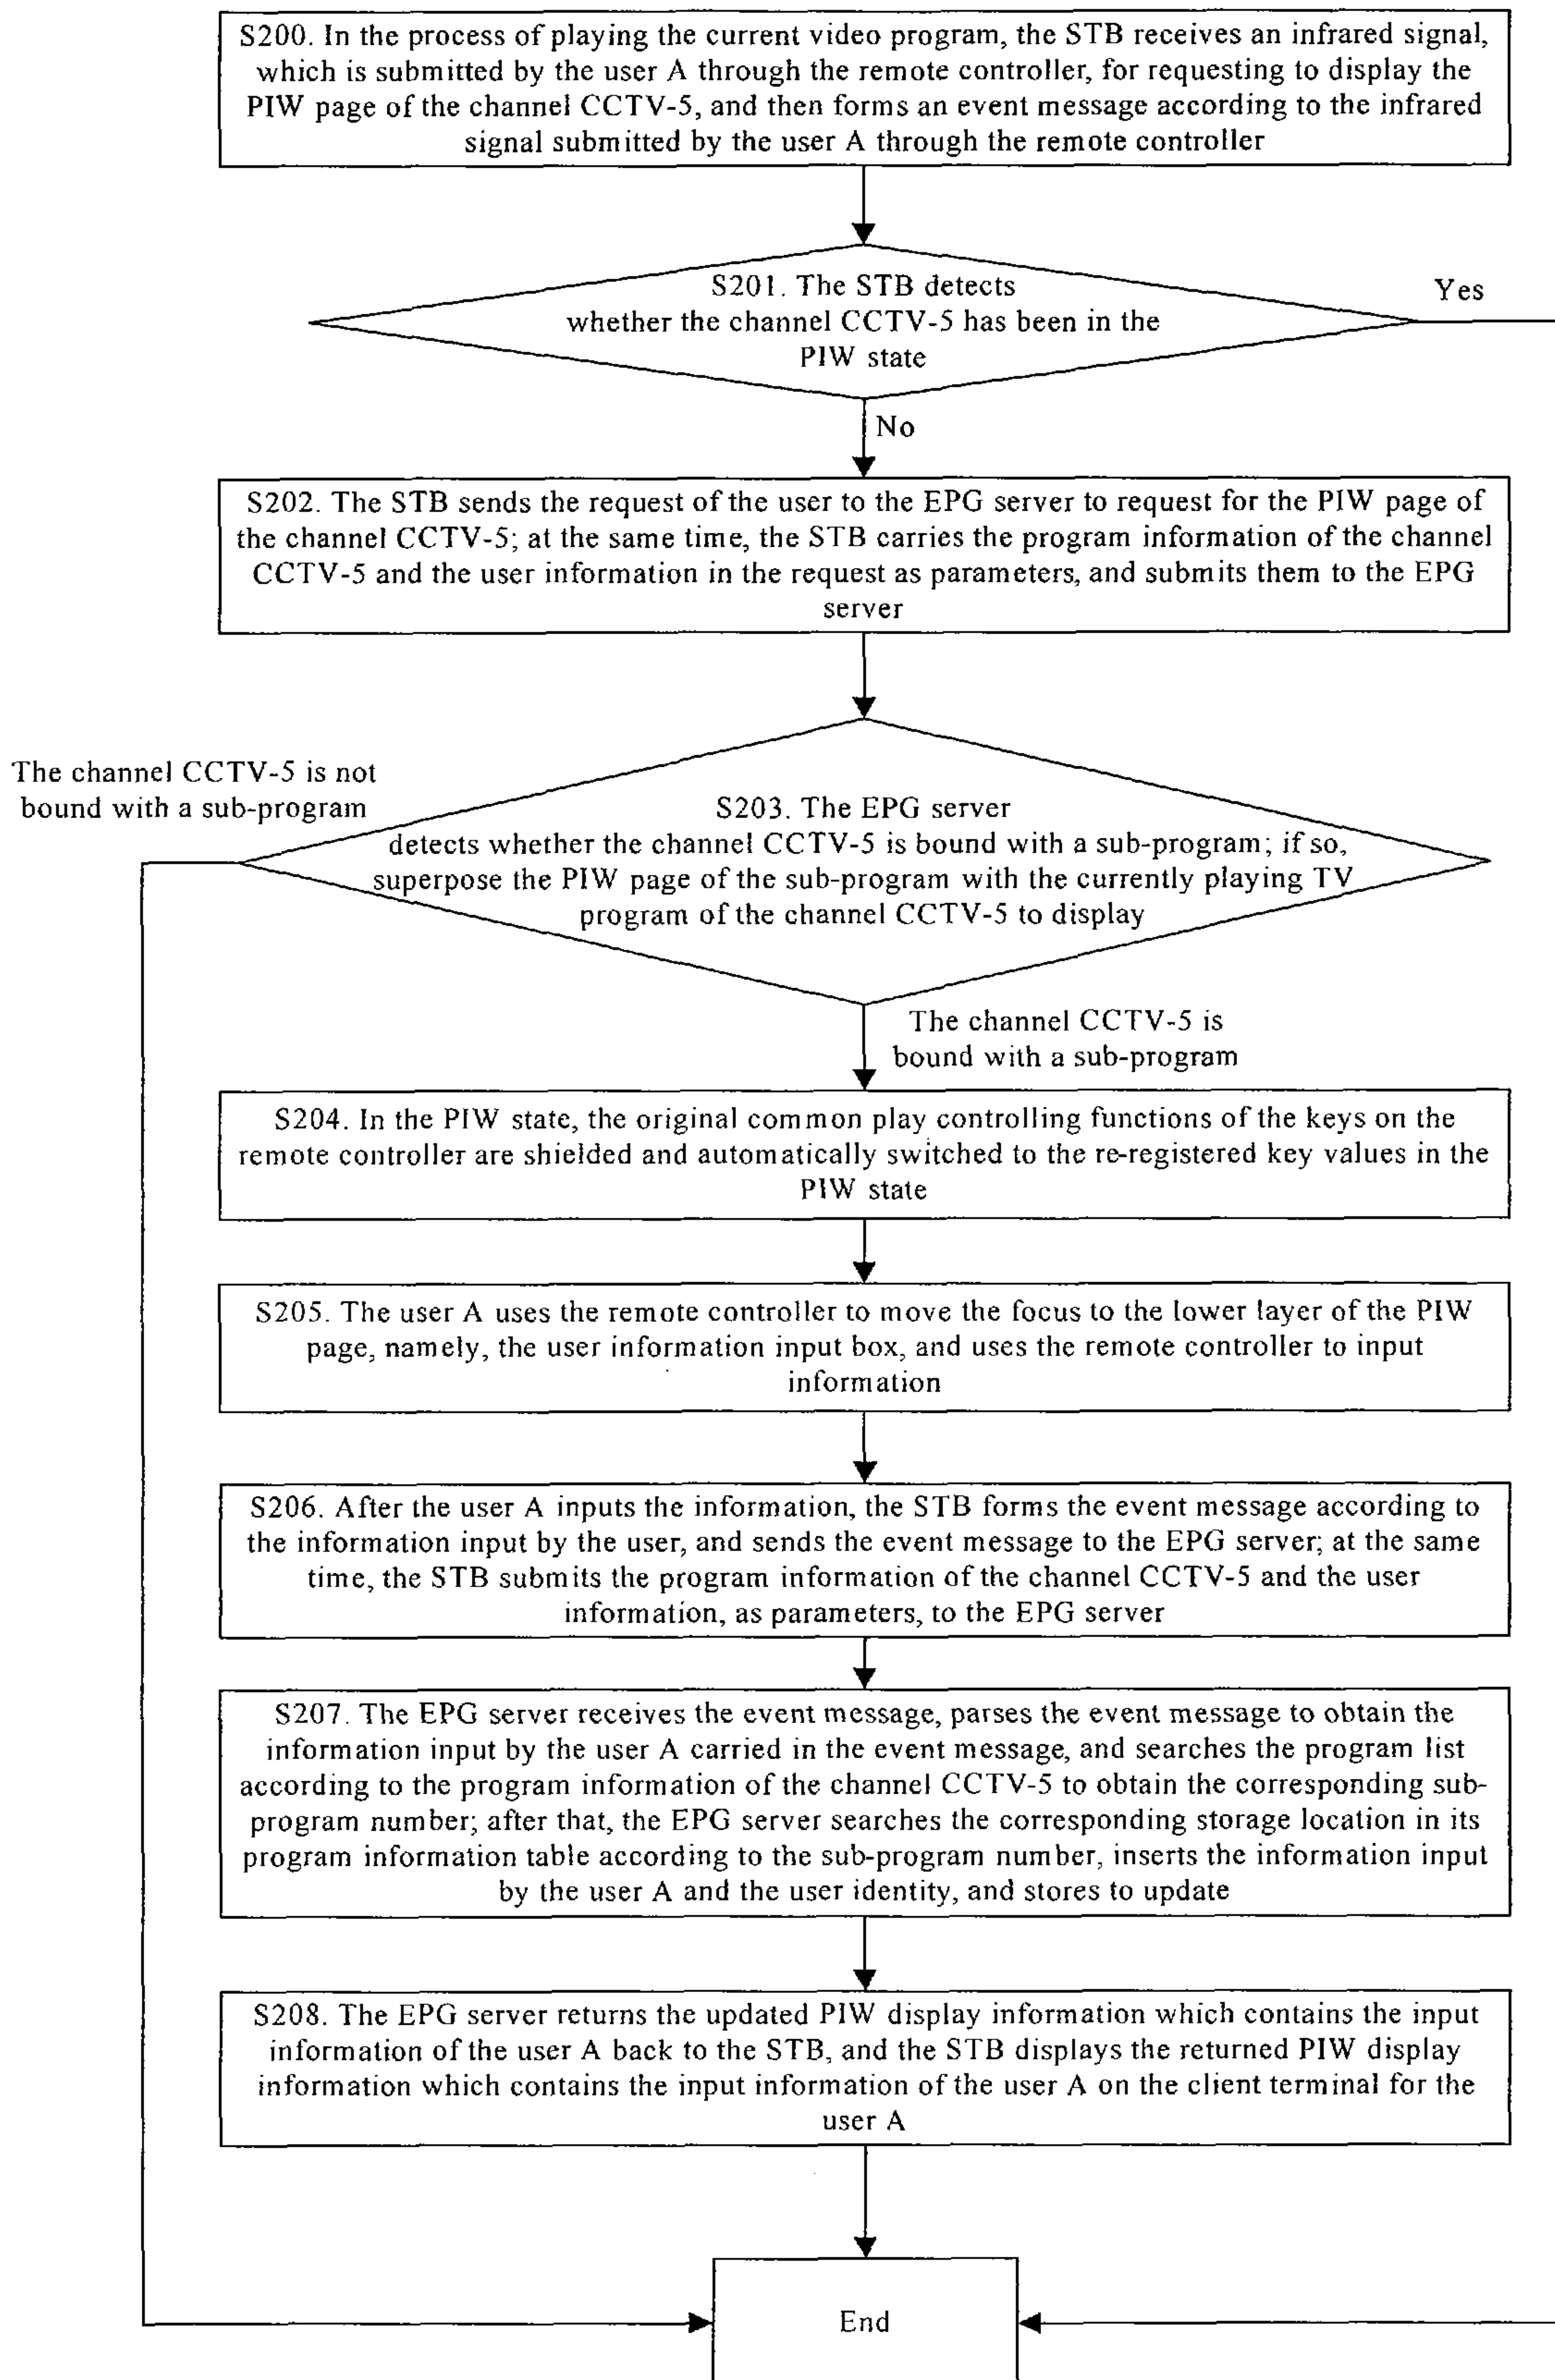 S200. In the process of playing the current video program, the STB receives an infrared signal,
which is submitted by the user A through the remote controller, for requesting to display the
PIW page of the channel CCTV-5, and then forms an event message according to the infrared
signal submitted by the user A through the remote controller
S201. The STB detects
whether the channel CCTV-5 has been in the
PIW state
Yes
No
S202. The STB sends the request of the user to the EPG server to request for the PIW page of
the channel CCTV-5; at the same time, the STB carries the program information of the channel
CCTV-5 and the user information in the request as parameters, and submits them to the EPG
server
The channel CCTV-5 is not
bound with a sub-program
S203. The EPG server
detects whether the channel CCTV-5 is bound with a sub-program; if so,
superpose the PIW page of the sub-program with the currently playing TV
program of the channel CCTV-5 to display
The channel CCTV-5 is
bound with a sub-program
S204. In the PIW state, the original common play controlling functions of the keys on the
remote controller are shielded and automatically switched to the re-registered key values in the
PIW state
S205. The user A uses the remote controller to move the focus to the lower layer of the PIW
page, namely, the user information input box, and uses the remote controller to input
information
S206. After the user A inputs the information, the STB forms the event message according to
the information input by the user, and sends the event message to the EPG server; at the same
time, the STB submits the program information of the channel CCTV-5 and the user
information, as parameters, to the EPG server
S207. The EPG server receives the event message, parses the event message to obtain the
information input by the user A carried in the event message, and searches the program list
according to the program information of the channel CCTV-5 to obtain the corresponding sub-
program number; after that, the EPG server searches the corresponding storage location in its
program information table according to the sub-program number, inserts the information input
by the user A and the user identity, and stores to update
S208. The EPG server returns the updated PIW display information which contains the input
information of the user A back to the STB, and the STB displays the returned PIW display
information which contains the input information of the user A on the client terminal for the
user A
End